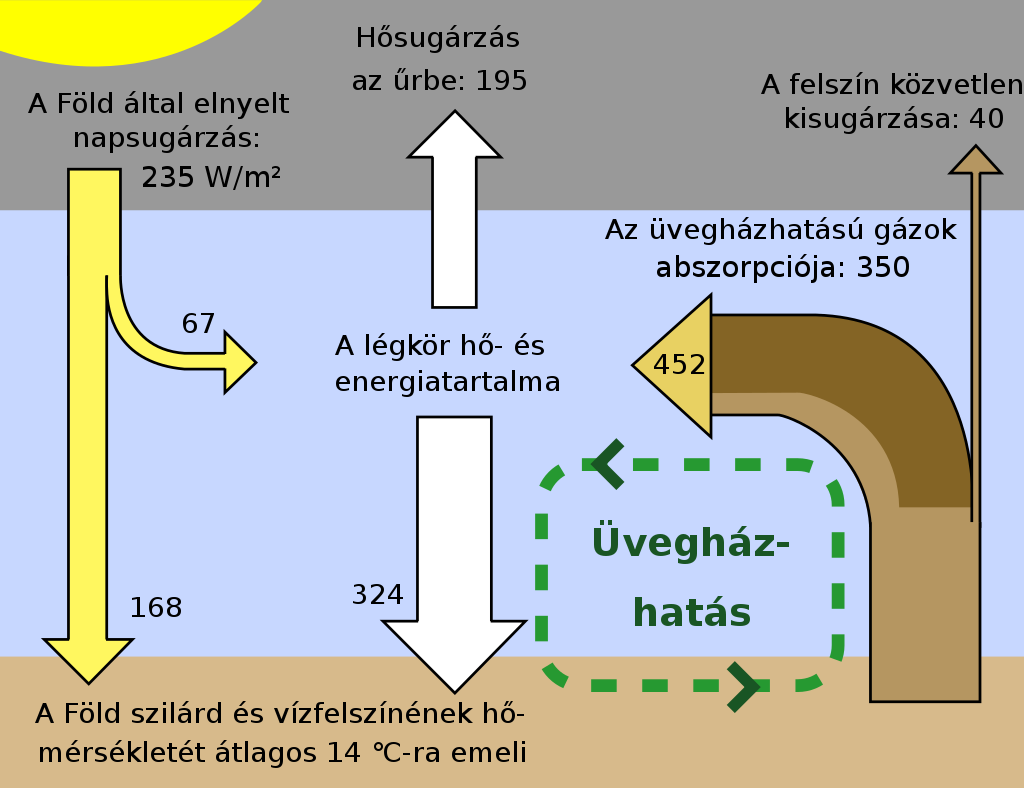 Hősugárzás
az űrbe: 195
A Föld által elnyelt
napsugárzás:
235 W/m²
A felszín közvetlen
kisugárzása: 40
Az üvegházhatású gázok
abszorpciója: 350
67
A légkör hő- és
energiatartalma
452
Üvegház-
hatás
168
324
A Föld szilárd és vízfelszínének hő-
mérsékletét átlagos 14 °C-ra emeli